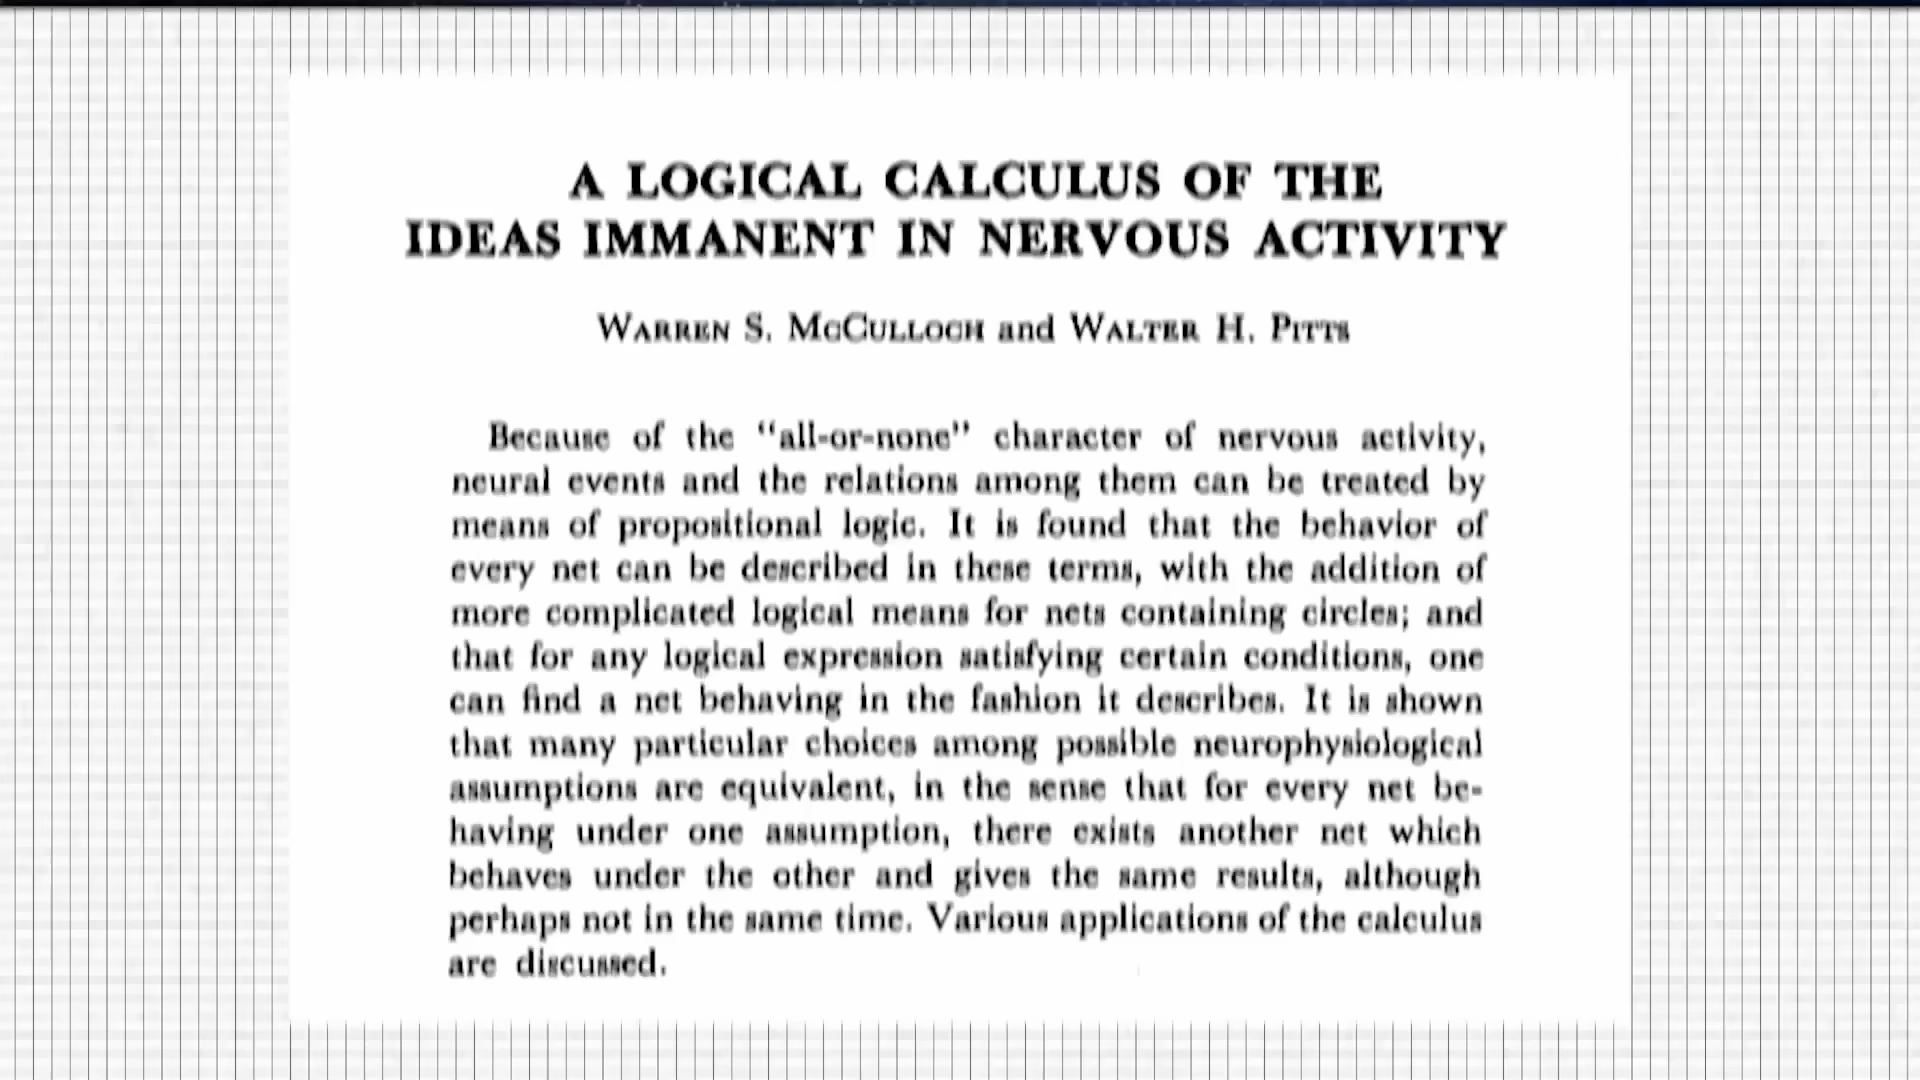 A LOGICAL CALCULUS OF THE
IDEAS IMMANENT IN NERVOUS ACTIVITY
WARREN S. MCCULLOCH and WALTER H. PITTS
Because of the “all-or-none” character of nervous activity,
neural events and the relations among them can be treated by
means of propositional logic. It is found that the behavior of
every net can be described in these terms, with the addition of
more complicated logical means for nets containing circles; and
that for any logical expression satisfying certain conditions, one
can find a net behaving in the fashion it describes. It is shown
that many particular choices among possible neurophysiological
assumptions are equivalent, in the sense that for every net be-
having under one assumption, there exists another net which
behaves under the other and gives the same results, although
perhaps not in the same time. Various applications of the calculus
are discussed.